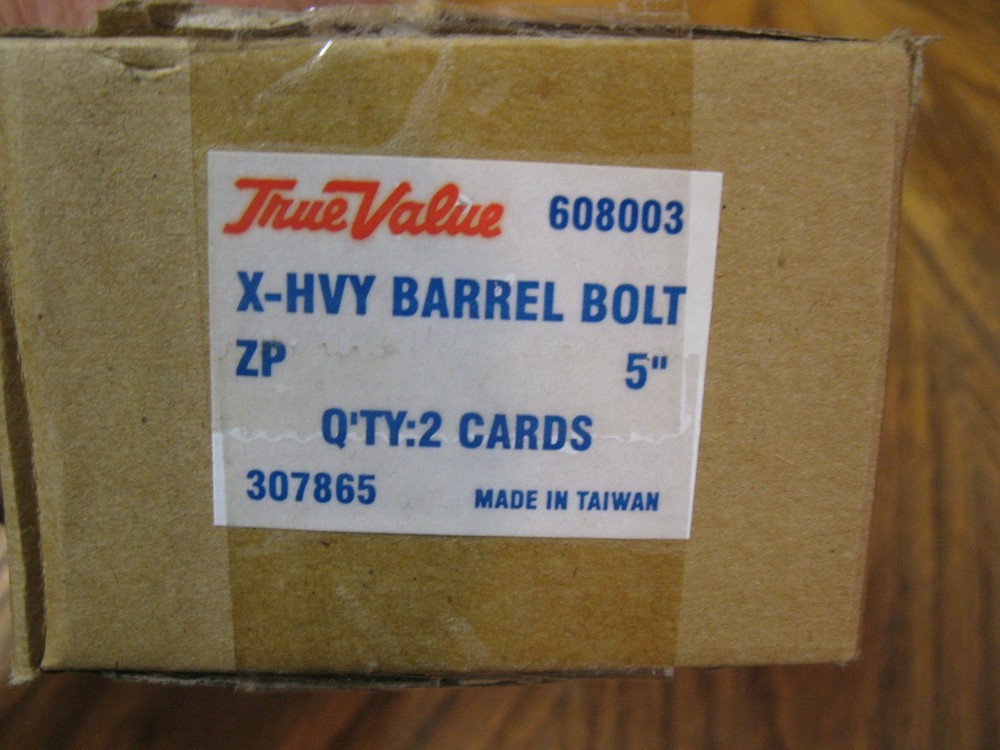 True Value 608003
X-HVY BARREL BOLT
ZP 5"
Q'TY:2 CARDS
307865 MADE IN TAIWAN